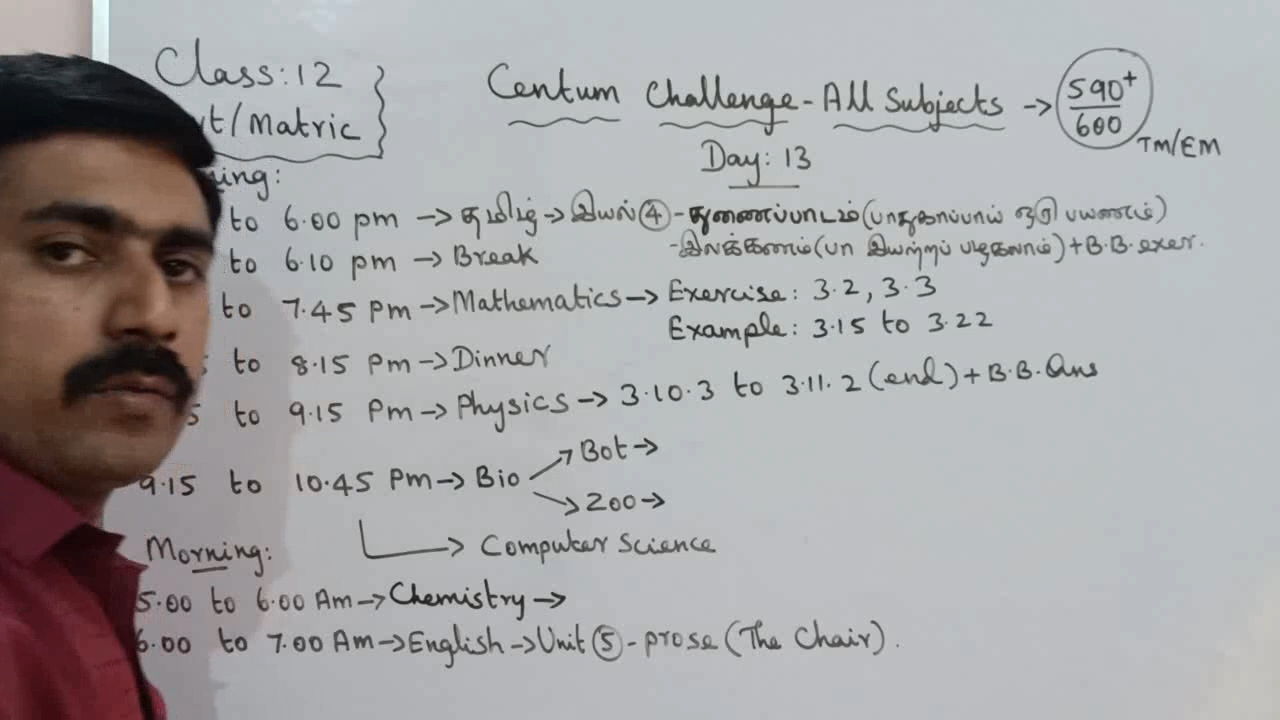 Class: 12
Centum Challenge - All Subjects → 590+/600
t/Matric
TM/EM
Day: 13
ing:
to 6.00 pm → தமிழ் → இயல் ④ - துணைப்பாடம் (பாதுகாப்பாய் ஒரு பயணம்)
to 6.10 pm → Break
- இலக்கணம் (பா இயற்றப் பழகலாம்) + B.B. exer.
to 7.45 Pm → Mathematics → Exercise: 3.2, 3.3
Example: 3.15 to 3.22
to 8.15 Pm → Dinner
to 9.15 Pm → Physics → 3.10.3 to 3.11.2 (end) + B.B. Ans
9.15 to 10.45 Pm → Bio
Bot →
Zoo →
→ Computer Science
Morning:
5.00 to 6.00 Am → Chemistry →
6.00 to 7.00 Am → English → Unit ⑤ - prose (The Chair).